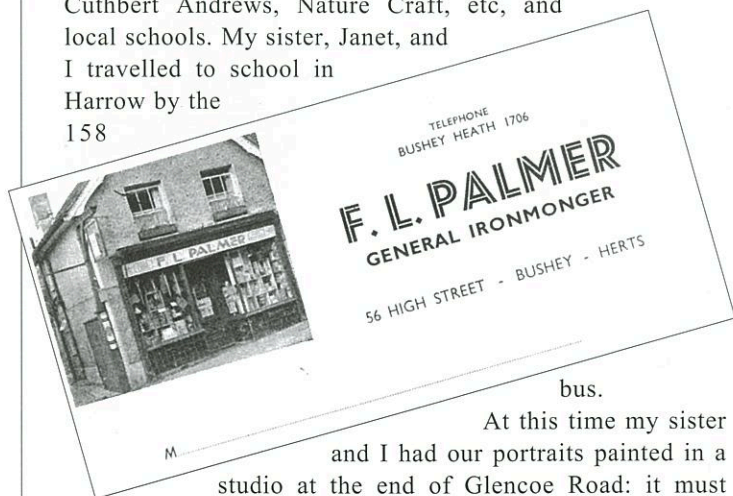 Cuthbert Andrews, Nature Craft, etc, and
local schools. My sister, Janet, and
I travelled to school in
Harrow by the
158
TELEPHONE
BUSHEY HEATH 1706
F. L. PALMER
GENERAL IRONMONGER
56 HIGH STREET - BUSHEY - HERTS
F. L. PALMER
M
bus.
At this time my sister
and I had our portraits painted in a
studio at the end of Glencoe Road: it must